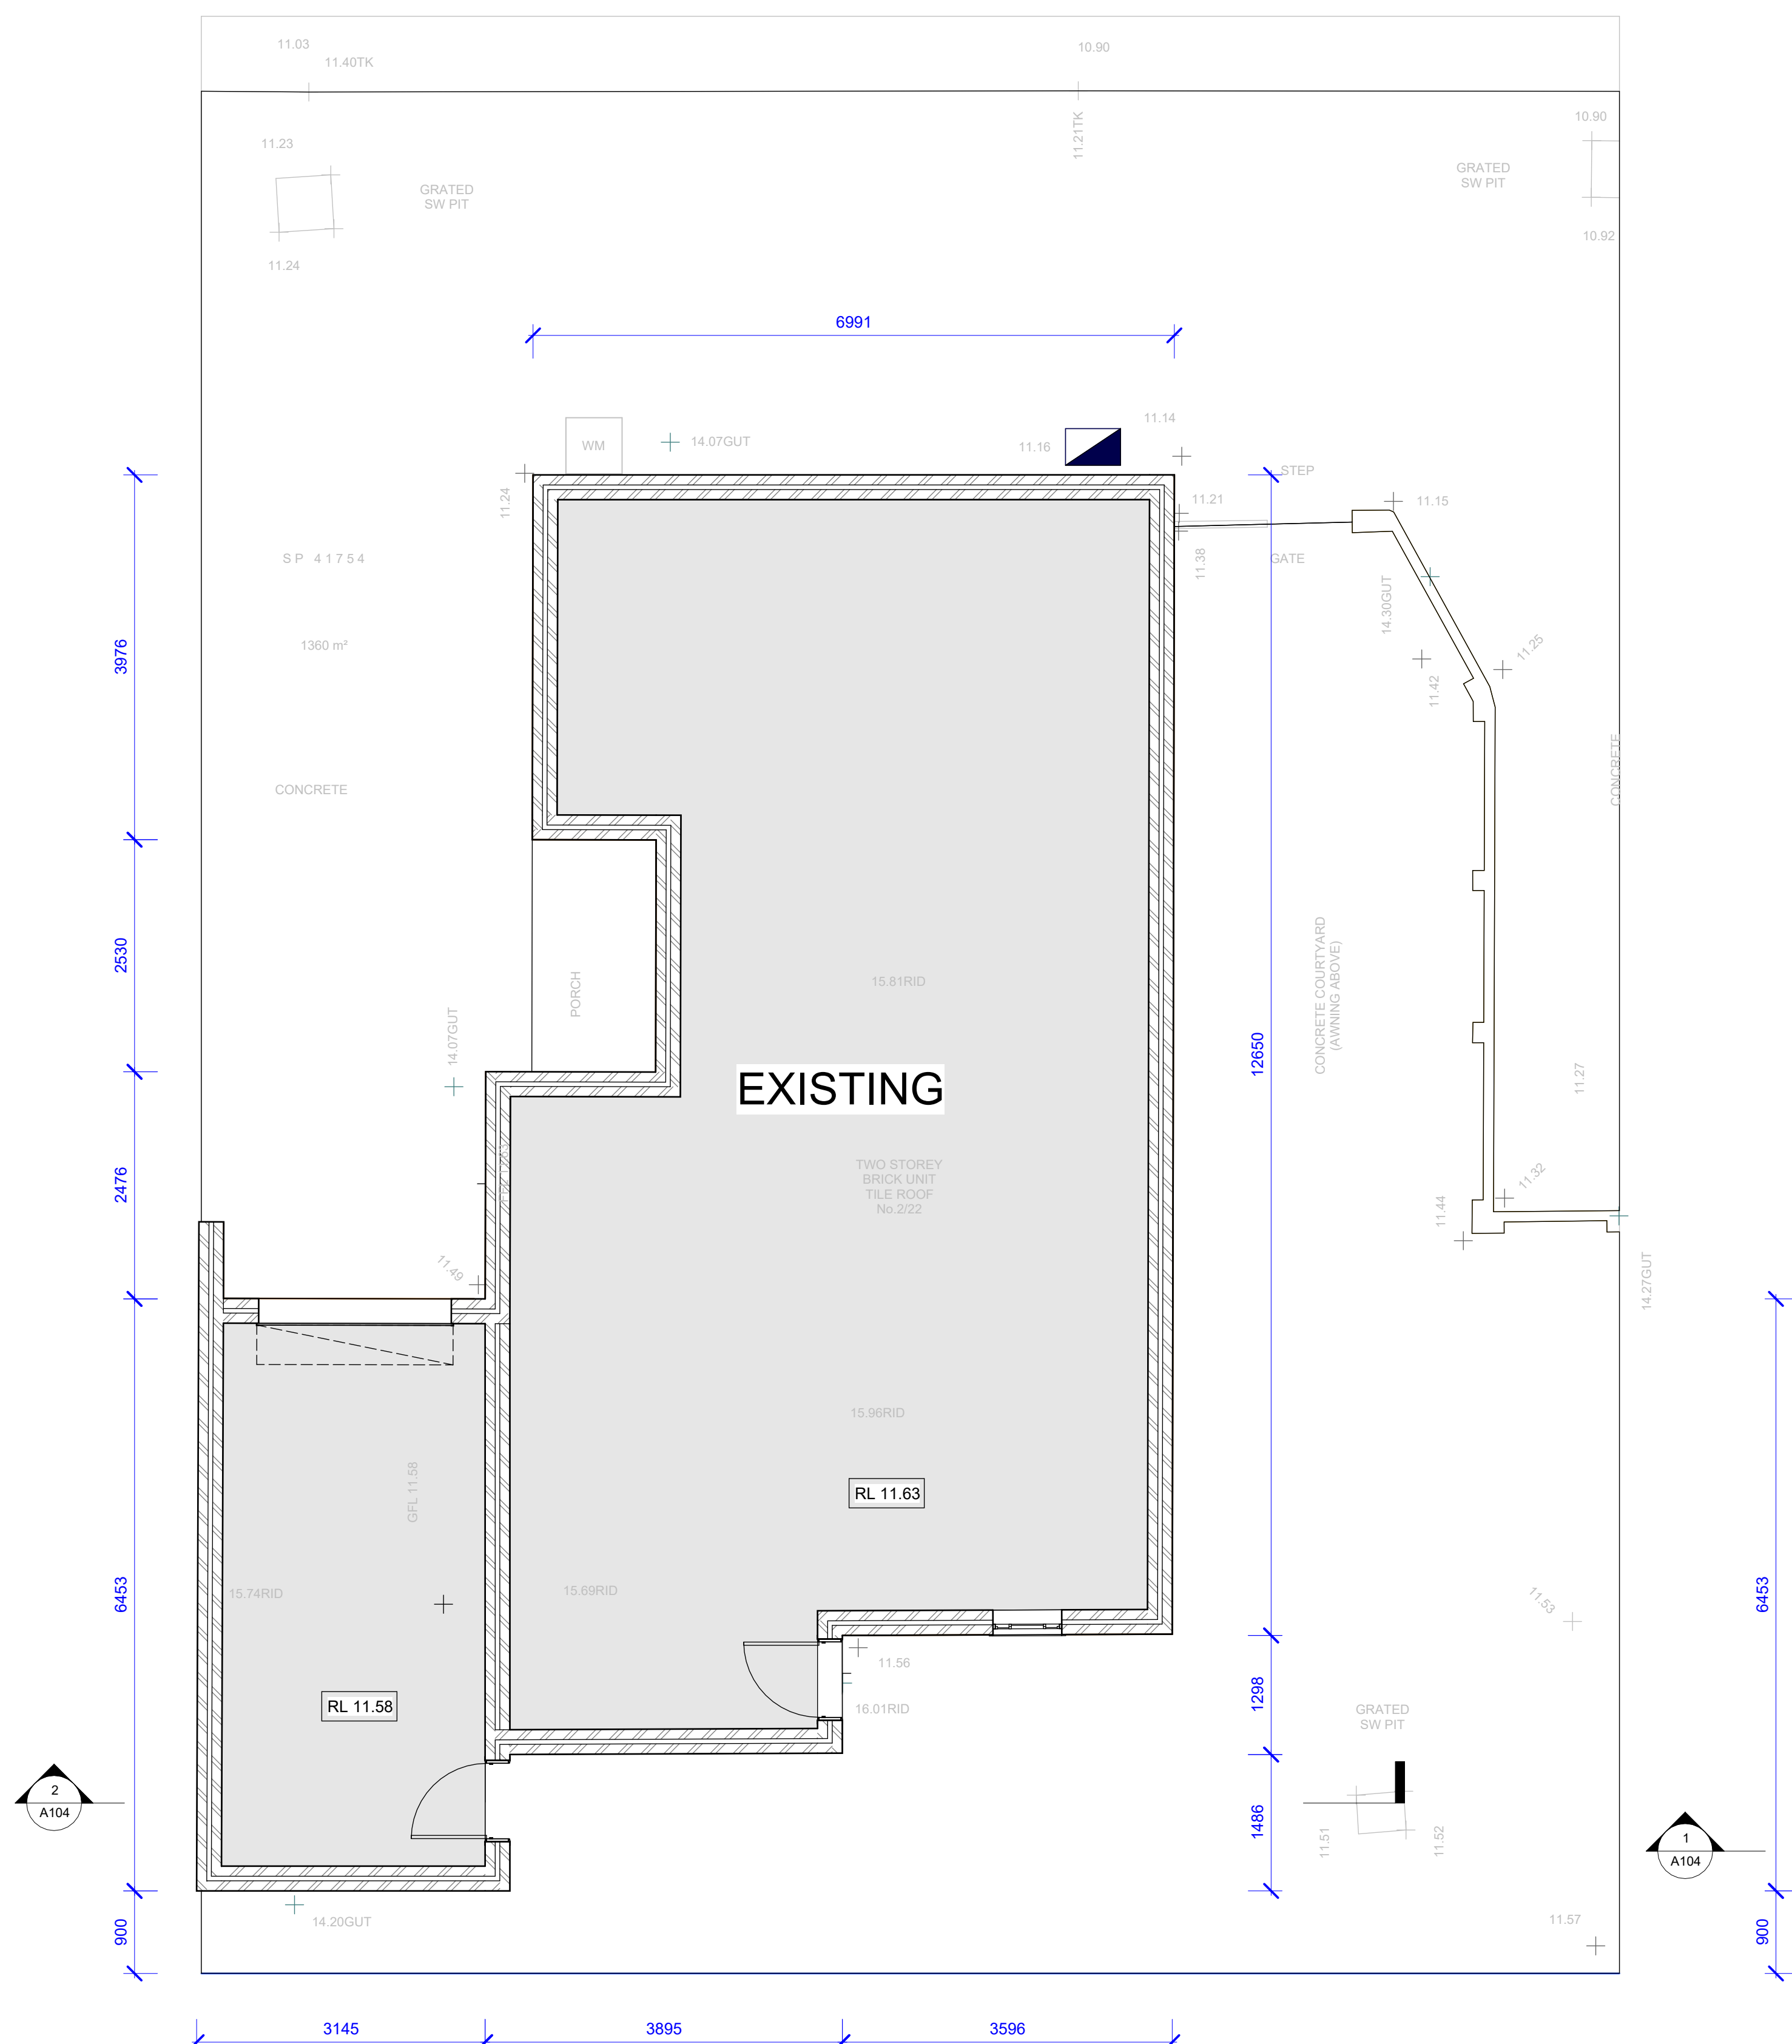 11.03
11.40TK
10.90
11.21TK
10.90
11.23
GRATED
SW PIT
GRATED
SW PIT
10.92
11.24
6991
WM
14.07GUT
11.16
11.14
STEP
11.24
11.21
11.15
SP 41754
11.38
GATE
14.30GUT
1360 m²
3976
11.25
11.42
CONCRETE
CONCRETE
2530
PORCH
15.81RID
CONCRETE COURTYARD
(AWNING ABOVE)
14.07GUT
12650
EXISTING
11.27
2476
TWO STOREY
BRICK UNIT
TILE ROOF
No.2/22
11.32
11.44
11.49
14.27GUT
15.96RID
GFL 11.58
RL 11.63
6453
15.74RID
15.69RID
11.53
6453
11.56
16.01RID
1298
GRATED
SW PIT
RL 11.58
2
A104
1486
11.51
11.52
1
A104
14.20GUT
11.57
900
900
3145
3895
3596